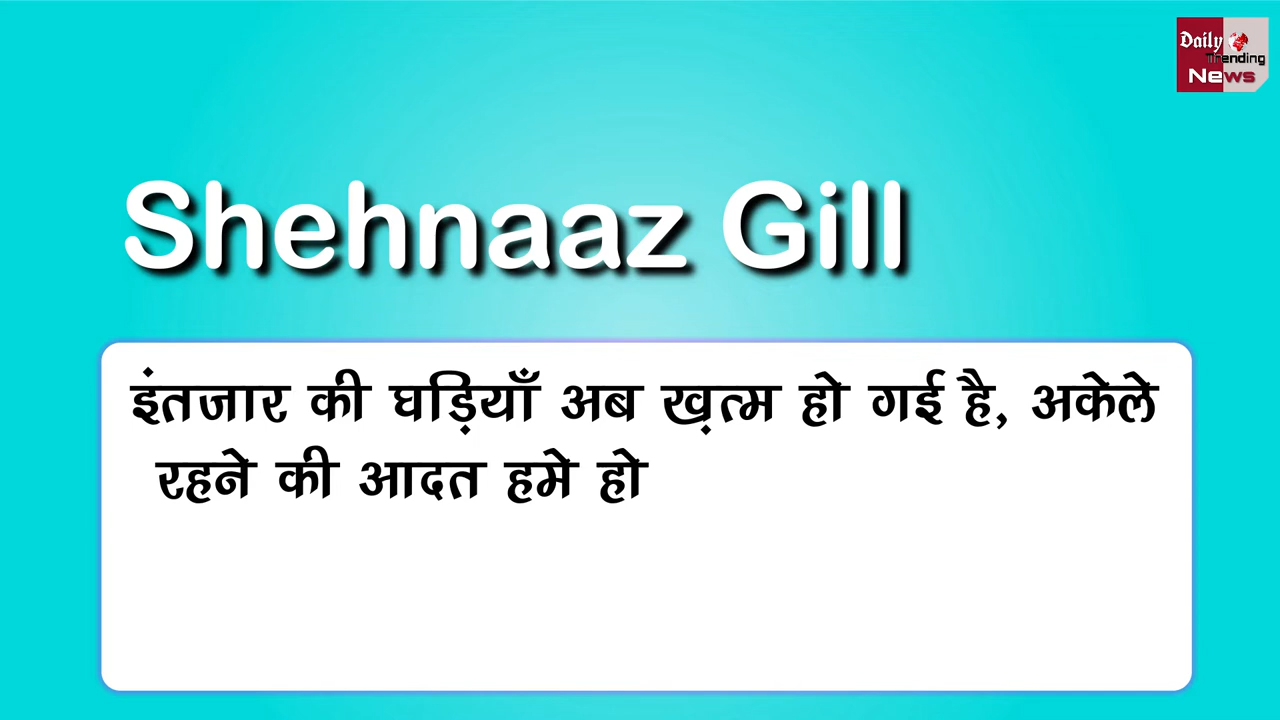 Daily
Trending
News
Shehnaaz Gill
इंतजार की घड़ियाँ अब ख़त्म हो गई है, अकेले
रहने की आदत हमे हो